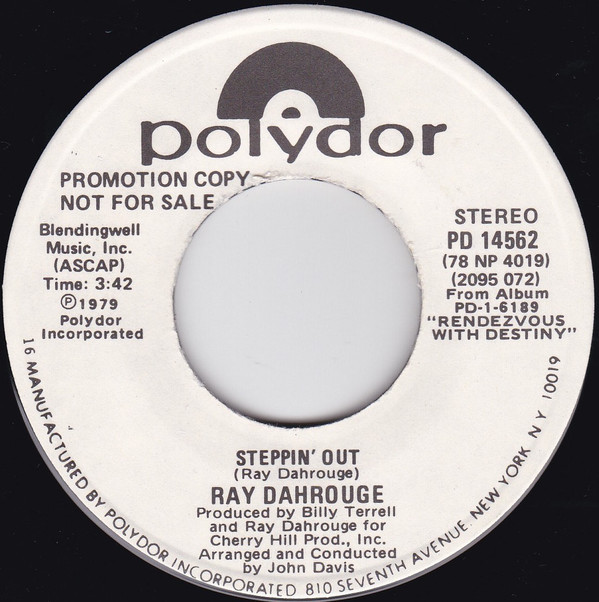 polydor
PROMOTION COPY
NOT FOR SALE
Blendingwell
Music, Inc.
(ASCAP)
Time: 3:42
Ⓟ 1979
Polydor
Incorporated
STEREO
PD 14562
(78 NP 4019)
(2095 072)
From Album
PD-1-6189
"RENDEZVOUS
WITH DESTINY"
STEPPIN' OUT
(Ray Dahrouge)
RAY DAHROUGE
Produced by Billy Terrell
and Ray Dahrouge for
Cherry Hill Prod., Inc.
Arranged and Conducted
by John Davis
16 MANUFACTURED BY POLYDOR INCORPORATED 810 SEVENTH AVENUE. NEW YORK N Y 10019